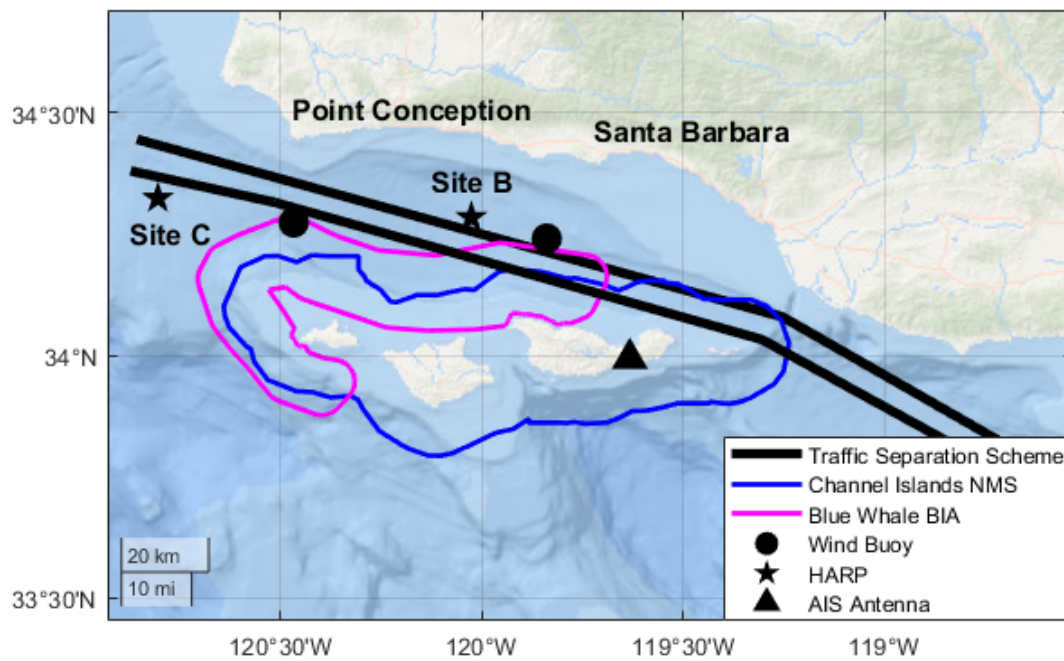 34°30'N
34°N
33°30'N
Point Conception
Santa Barbara
Site B
Site C
Traffic Separation Scheme
Channel Islands NMS
Blue Whale BIA
Wind Buoy
HARP
AIS Antenna
20 km
10 mi
120°30'W
120°W
119°30'W
119°W